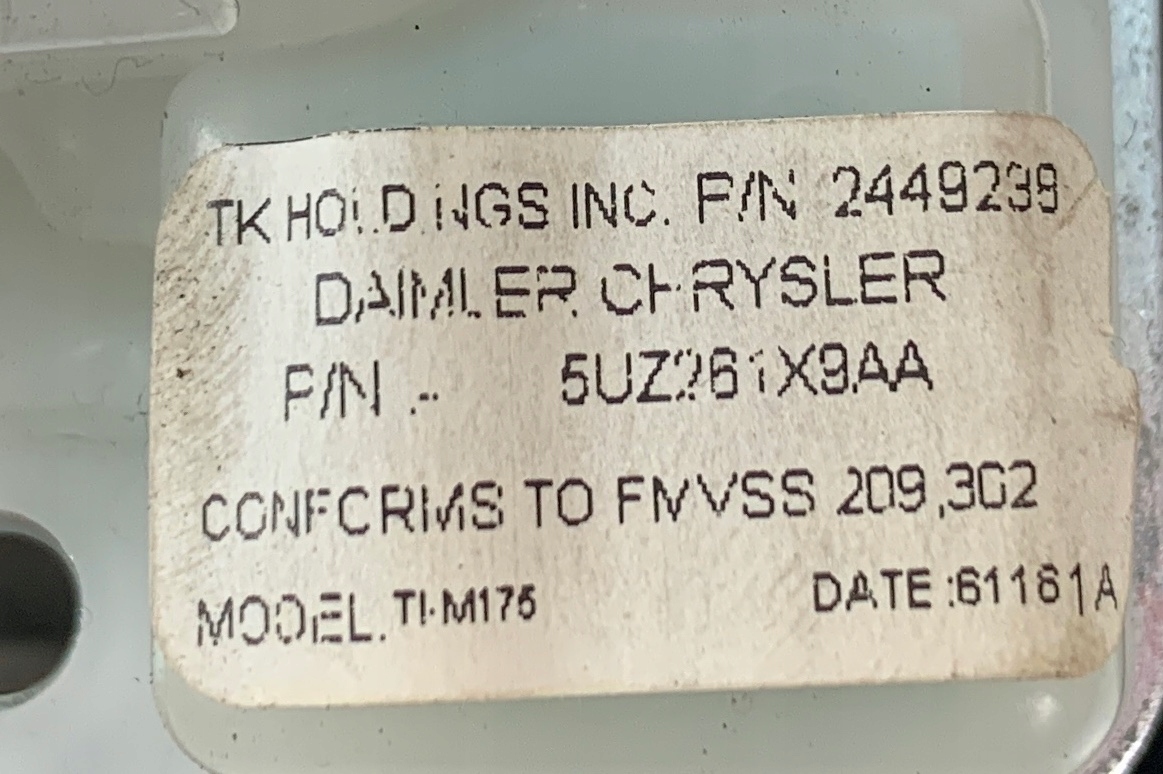 TK HOLDINGS INC. P/N 2449239
DAIMLER CHRYSLER
P/N - 5UZ261X9AA
CONFORMS TO FMVSS 209,302
MODEL. TI-M175
DATE :61161A